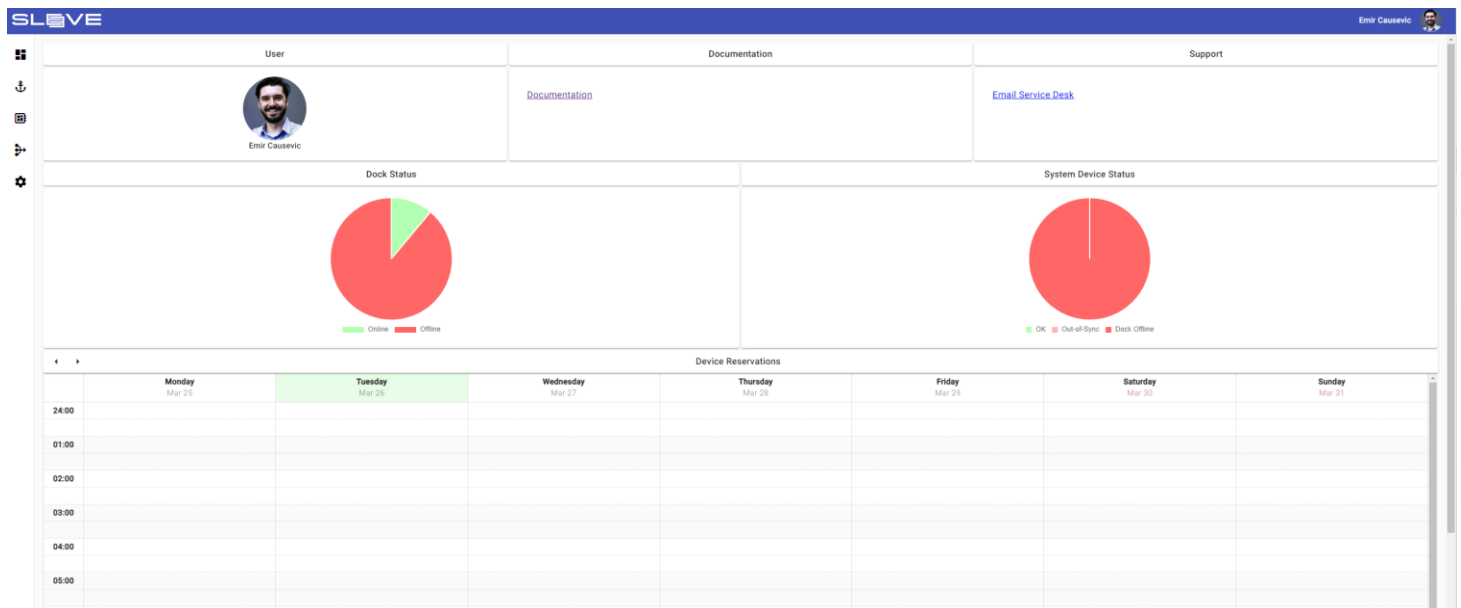 SLEVE
Emir Causevic
User
Documentation
Support
Documentation
Email Service Desk
Emir Causevic
Dock Status
System Device Status
Online Offline
OK Out-of-Sync Dock Offline
Device Reservations
Monday Tuesday Wednesday Thursday Friday Saturday Sunday
Mar 25 Mar 26 Mar 27 Mar 28 Mar 29 Mar 30 Mar 31
24:00
01:00
02:00
03:00
04:00
05:00